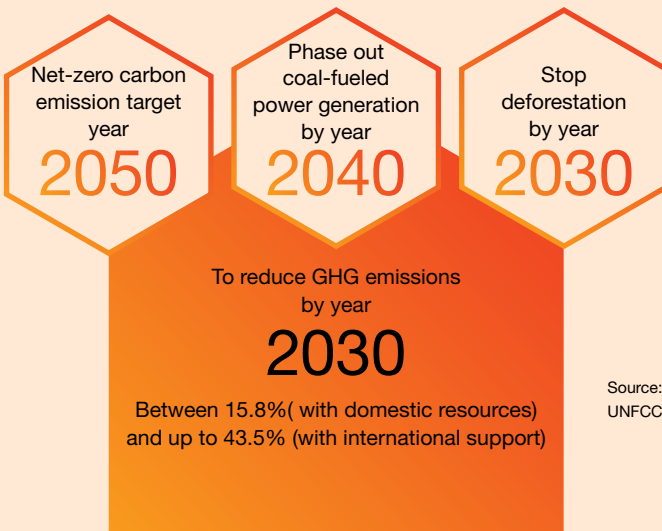 Net-zero carbon
emission target
year
2050
Phase out
coal-fueled
power generation
by year
2040
Stop
deforestation
by year
2030
To reduce GHG emissions
by year
2030
Between 15.8%( with domestic resources)
and up to 43.5% (with international support)
Source:
UNFCC